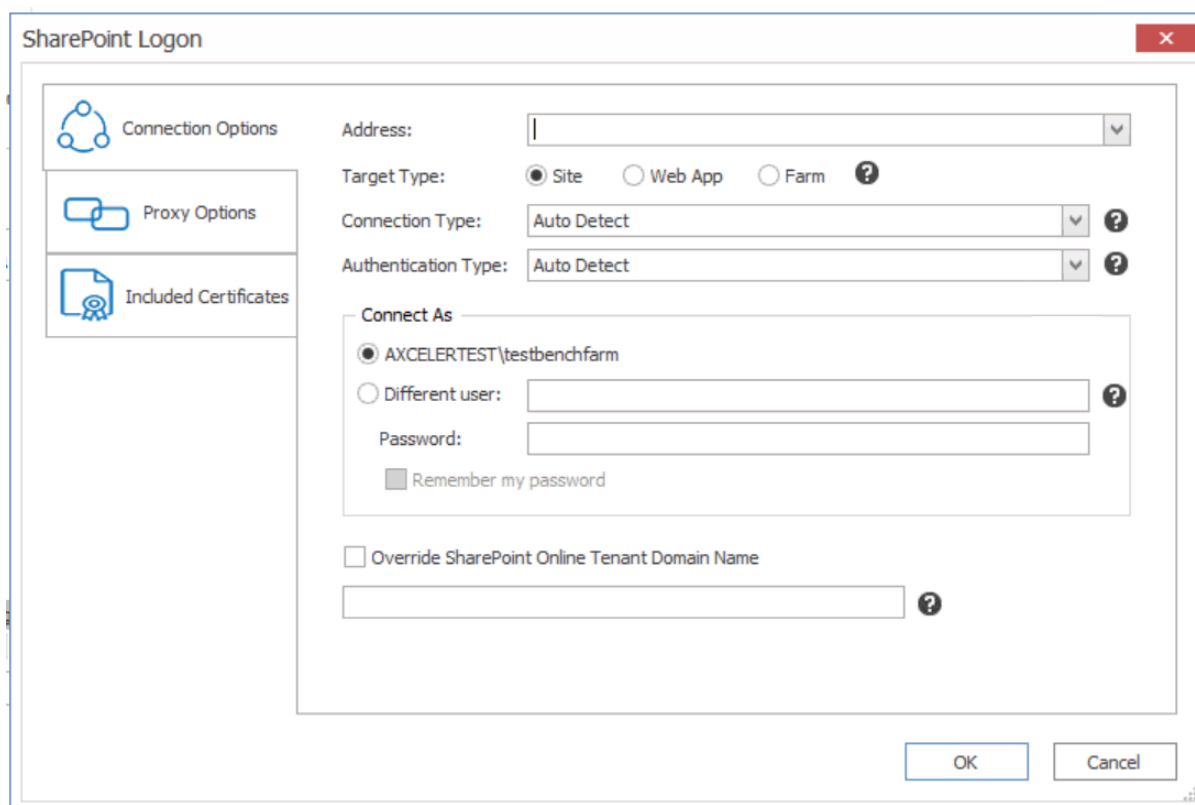 SharePoint Logon
Connection Options
Proxy Options
Included Certificates
Address:
Target Type: Site Web App Farm ?
Connection Type: Auto Detect ?
Authentication Type: Auto Detect ?
Connect As
AXCELERTEST\testbenchfarm
Different user: ?
Password:
Remember my password
Override SharePoint Online Tenant Domain Name
?
OK Cancel